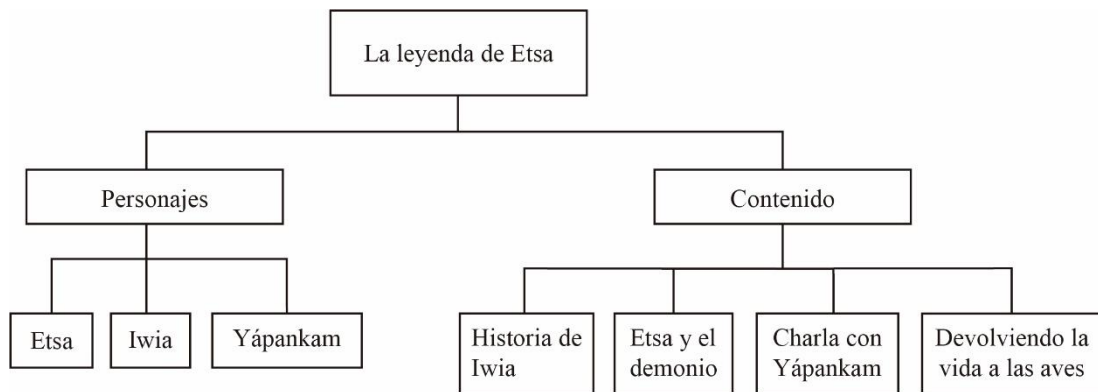 La leyenda de Etsa
Personajes
Contenido
Etsa
Iwia
Yápankam
Historia de
Iwia
Etsa y el
demonio
Charla con
Yápankam
Devolviendo la
vida a las aves